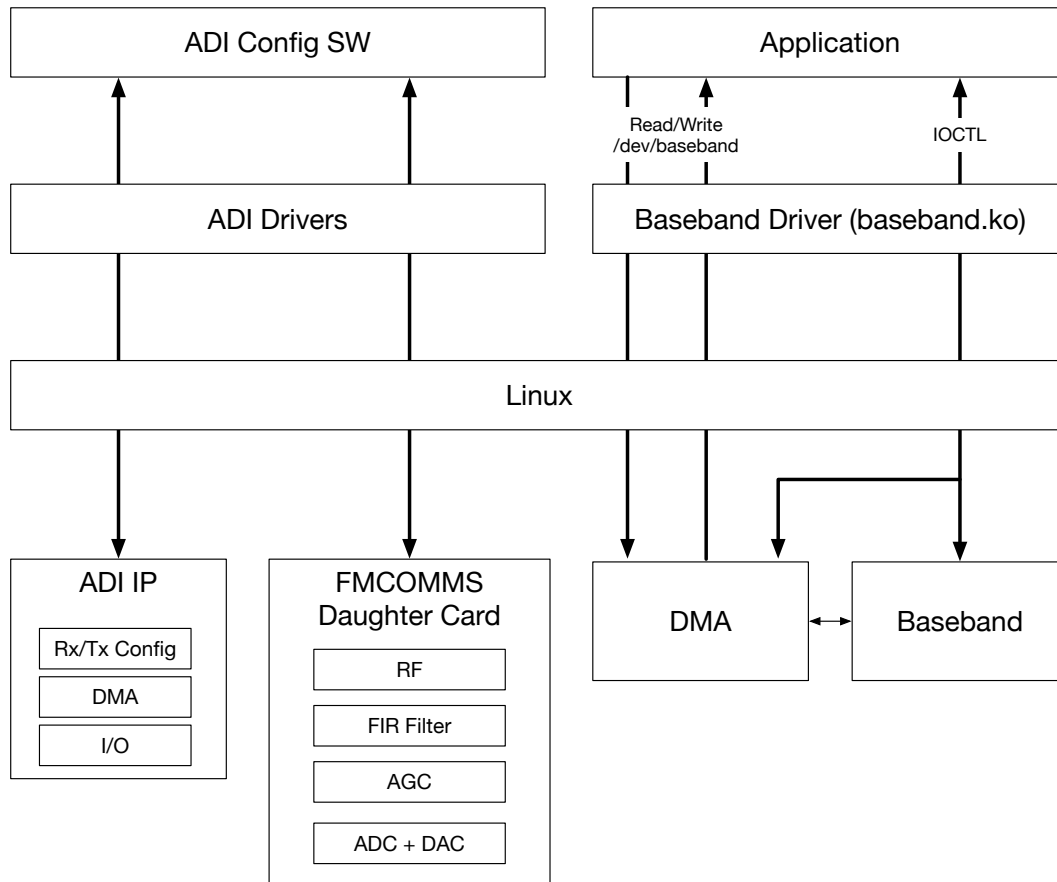 ADI Config SW
Application
Read/Write
/dev/baseband
IOCTL
ADI Drivers
Baseband Driver (baseband.ko)
Linux
ADI IP
Rx/Tx Config
DMA
I/O
FMCOMMS
Daughter Card
RF
FIR Filter
AGC
ADC + DAC
DMA
Baseband